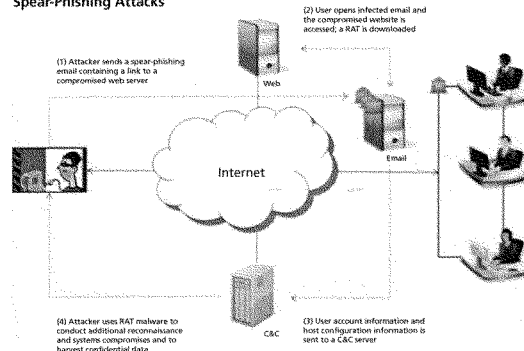 Spear-Phishing Attacks
(2) User opens infected email and
the compromised website is
accessed; a RAT is downloaded
(1) Attacker sends a spear-phishing
email containing a link to a
compromised web server
Web
Email
Internet
C&C
(4) Attacker uses RAT malware to
conduct additional reconnaissance
and systems compromises and to
harvest confidential data
(3) User account information and
host configuration information is
sent to a C&C server